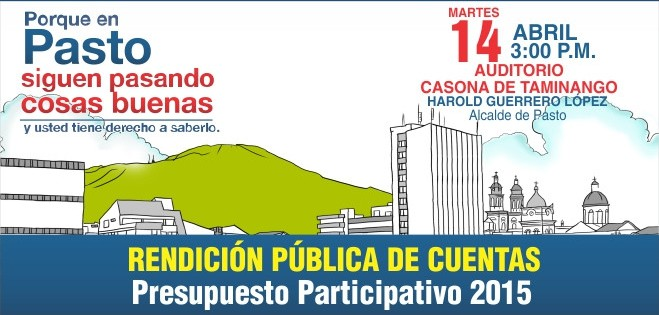 Porque en
Pasto
siguen pasando
cosas buenas
y usted tiene derecho a saberlo.
MARTES
14 ABRIL
3:00 P.M.
AUDITORIO
CASONA DE TAMINANGO
HAROLD GUERRERO LÓPEZ
Alcalde de Pasto
RENDICIÓN PÚBLICA DE CUENTAS
Presupuesto Participativo 2015